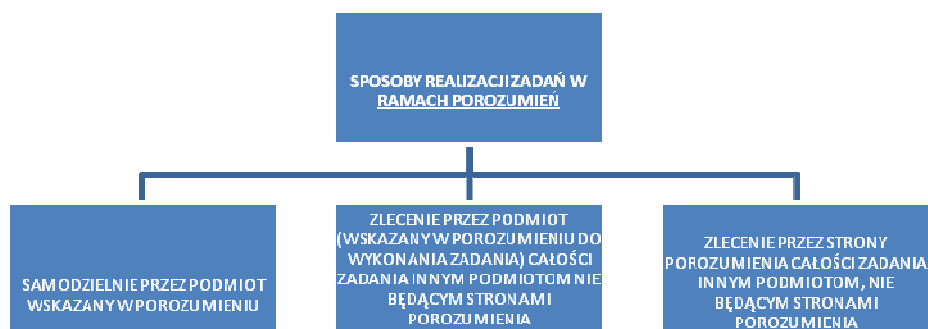 SPOSOBY REALIZACJI ZADAŃ W
RAMACH POROZUMIEŃ
SAMODZIELNIE PRZEZ PODMIOT
WSKAZANY W POROZUMIENIU
ZLECENIE PRZEZ PODMIOT
(WSKAZANY W POROZUMIENIU DO
WYKONANIA ZADANIA) CAŁOŚCI
ZADANIA INNYM PODMIOTOM NIE
BĘDĄCYM STRONAMI
POROZUMIENIA
ZLECENIE PRZEZ STRONY
POROZUMIENIA CAŁOŚCI ZADANIA
INNYM PODMIOTOM, NIE
BĘDĄCYM STRONAMI
POROZUMIENIA